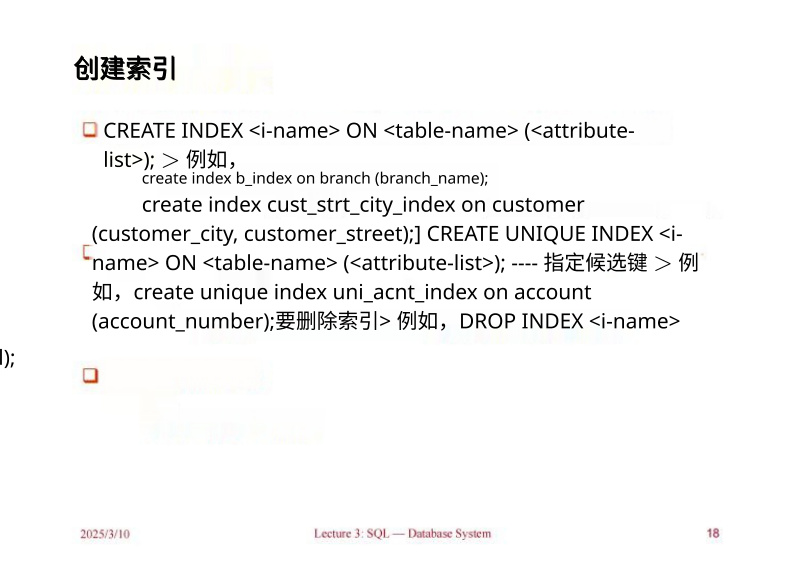 创建索引
CREATE INDEX <i-name> ON <table-name> (<attribute-
list>); > 例如，
create index b_index on branch (branch_name);
create index cust_strt_city_index on customer
(customer_city, customer_street);] CREATE UNIQUE INDEX <i-
name> ON <table-name> (<attribute-list>); ---- 指定候选键 > 例
如，create unique index uni_acnt_index on account
(account_number);要删除索引> 例如，DROP INDEX <i-name>
);
2025/3/10
Lecture 3: SQL — Database System
18